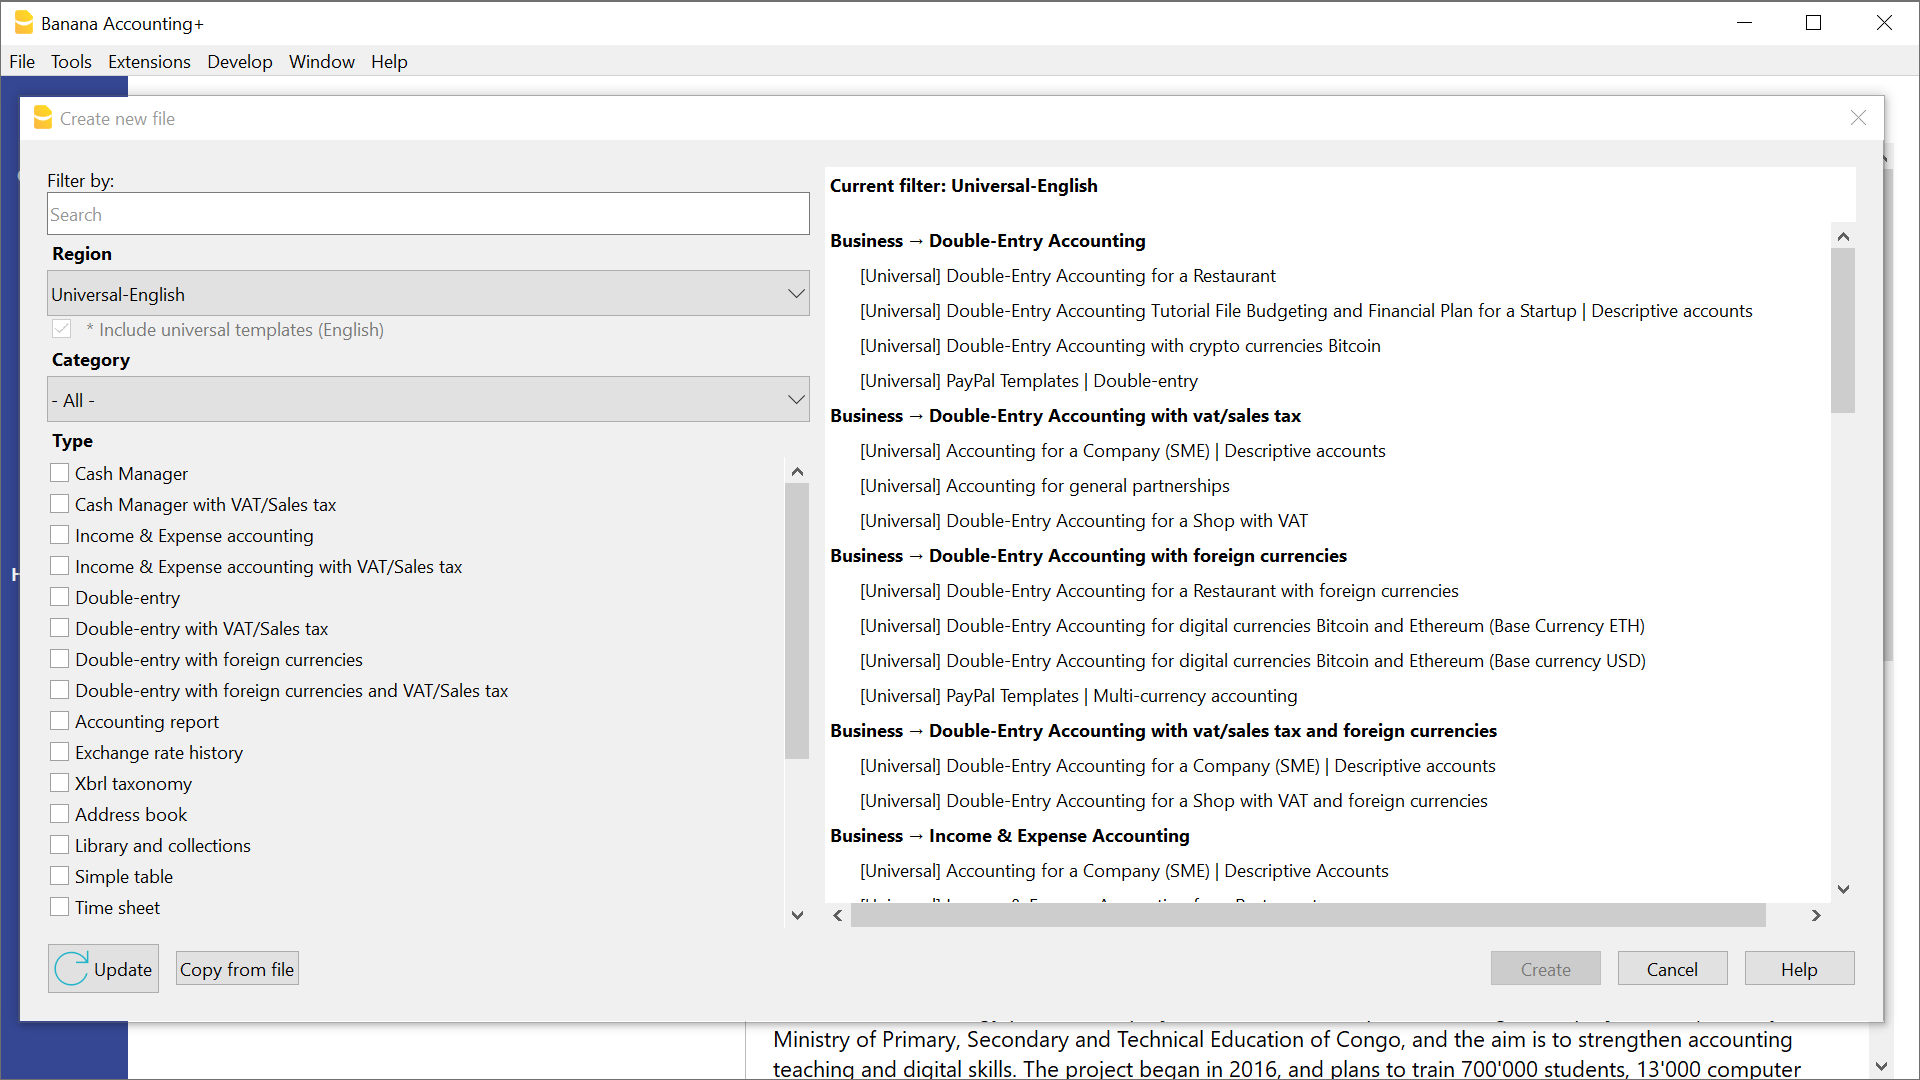 Banana Accounting+
File Tools Extensions Develop Window Help
Create new file
Filter by:
Search
Region
Universal-English
* Include universal templates (English)
Category
- All -
Type
Cash Manager
Cash Manager with VAT/Sales tax
Income & Expense accounting
Income & Expense accounting with VAT/Sales tax
Double-entry
Double-entry with VAT/Sales tax
Double-entry with foreign currencies
Double-entry with foreign currencies and VAT/Sales tax
Accounting report
Exchange rate history
Xbrl taxonomy
Address book
Library and collections
Simple table
Time sheet
Update
Copy from file
Current filter: Universal-English
Business → Double-Entry Accounting
[Universal] Double-Entry Accounting for a Restaurant
[Universal] Double-Entry Accounting Tutorial File Budgeting and Financial Plan for a Startup | Descriptive accounts
[Universal] Double-Entry Accounting with crypto currencies Bitcoin
[Universal] PayPal Templates | Double-entry
Business → Double-Entry Accounting with vat/sales tax
[Universal] Accounting for a Company (SME) | Descriptive accounts
[Universal] Accounting for general partnerships
[Universal] Double-Entry Accounting for a Shop with VAT
Business → Double-Entry Accounting with foreign currencies
[Universal] Double-Entry Accounting for a Restaurant with foreign currencies
[Universal] Double-Entry Accounting for digital currencies Bitcoin and Ethereum (Base Currency ETH)
[Universal] Double-Entry Accounting for digital currencies Bitcoin and Ethereum (Base currency USD)
[Universal] PayPal Templates | Multi-currency accounting
Business → Double-Entry Accounting with vat/sales tax and foreign currencies
[Universal] Double-Entry Accounting for a Company (SME) | Descriptive accounts
[Universal] Double-Entry Accounting for a Shop with VAT and foreign currencies
Business → Income & Expense Accounting
[Universal] Accounting for a Company (SME) | Descriptive Accounts
Create
Cancel
Help
Ministry of Primary, Secondary and Technical Education of Congo, and the aim is to strengthen accounting
teaching and digital skills. The project began in 2016, and plans to train 700'000 students, 13'000 computer